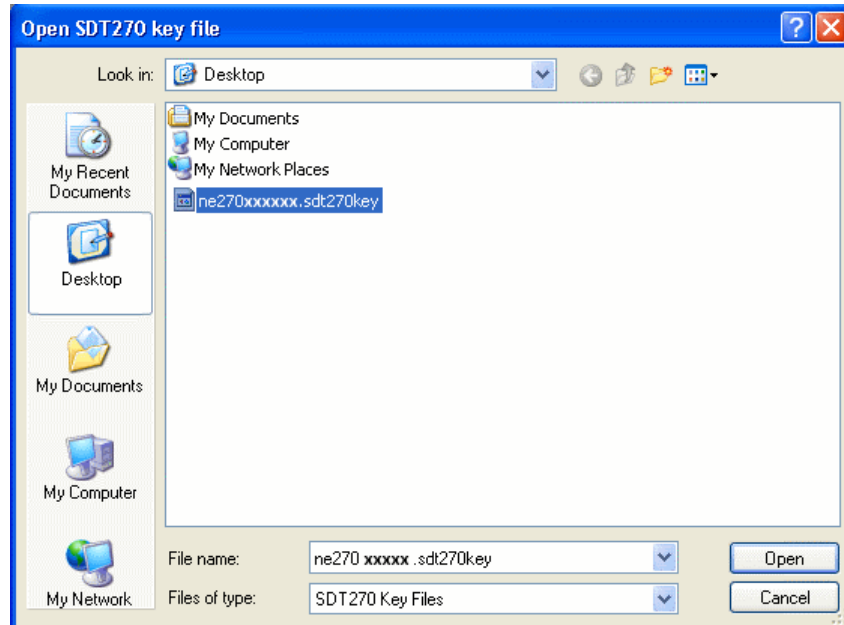 Open SDT270 key file
Look in: Desktop
My Recent
Documents
Desktop
My Documents
My Computer
My Network
My Documents
My Computer
My Network Places
ne270xxxxxx.sdt270key
File name: ne270 xxxxx .sdt270key Open
Files of type: SDT270 Key Files Cancel